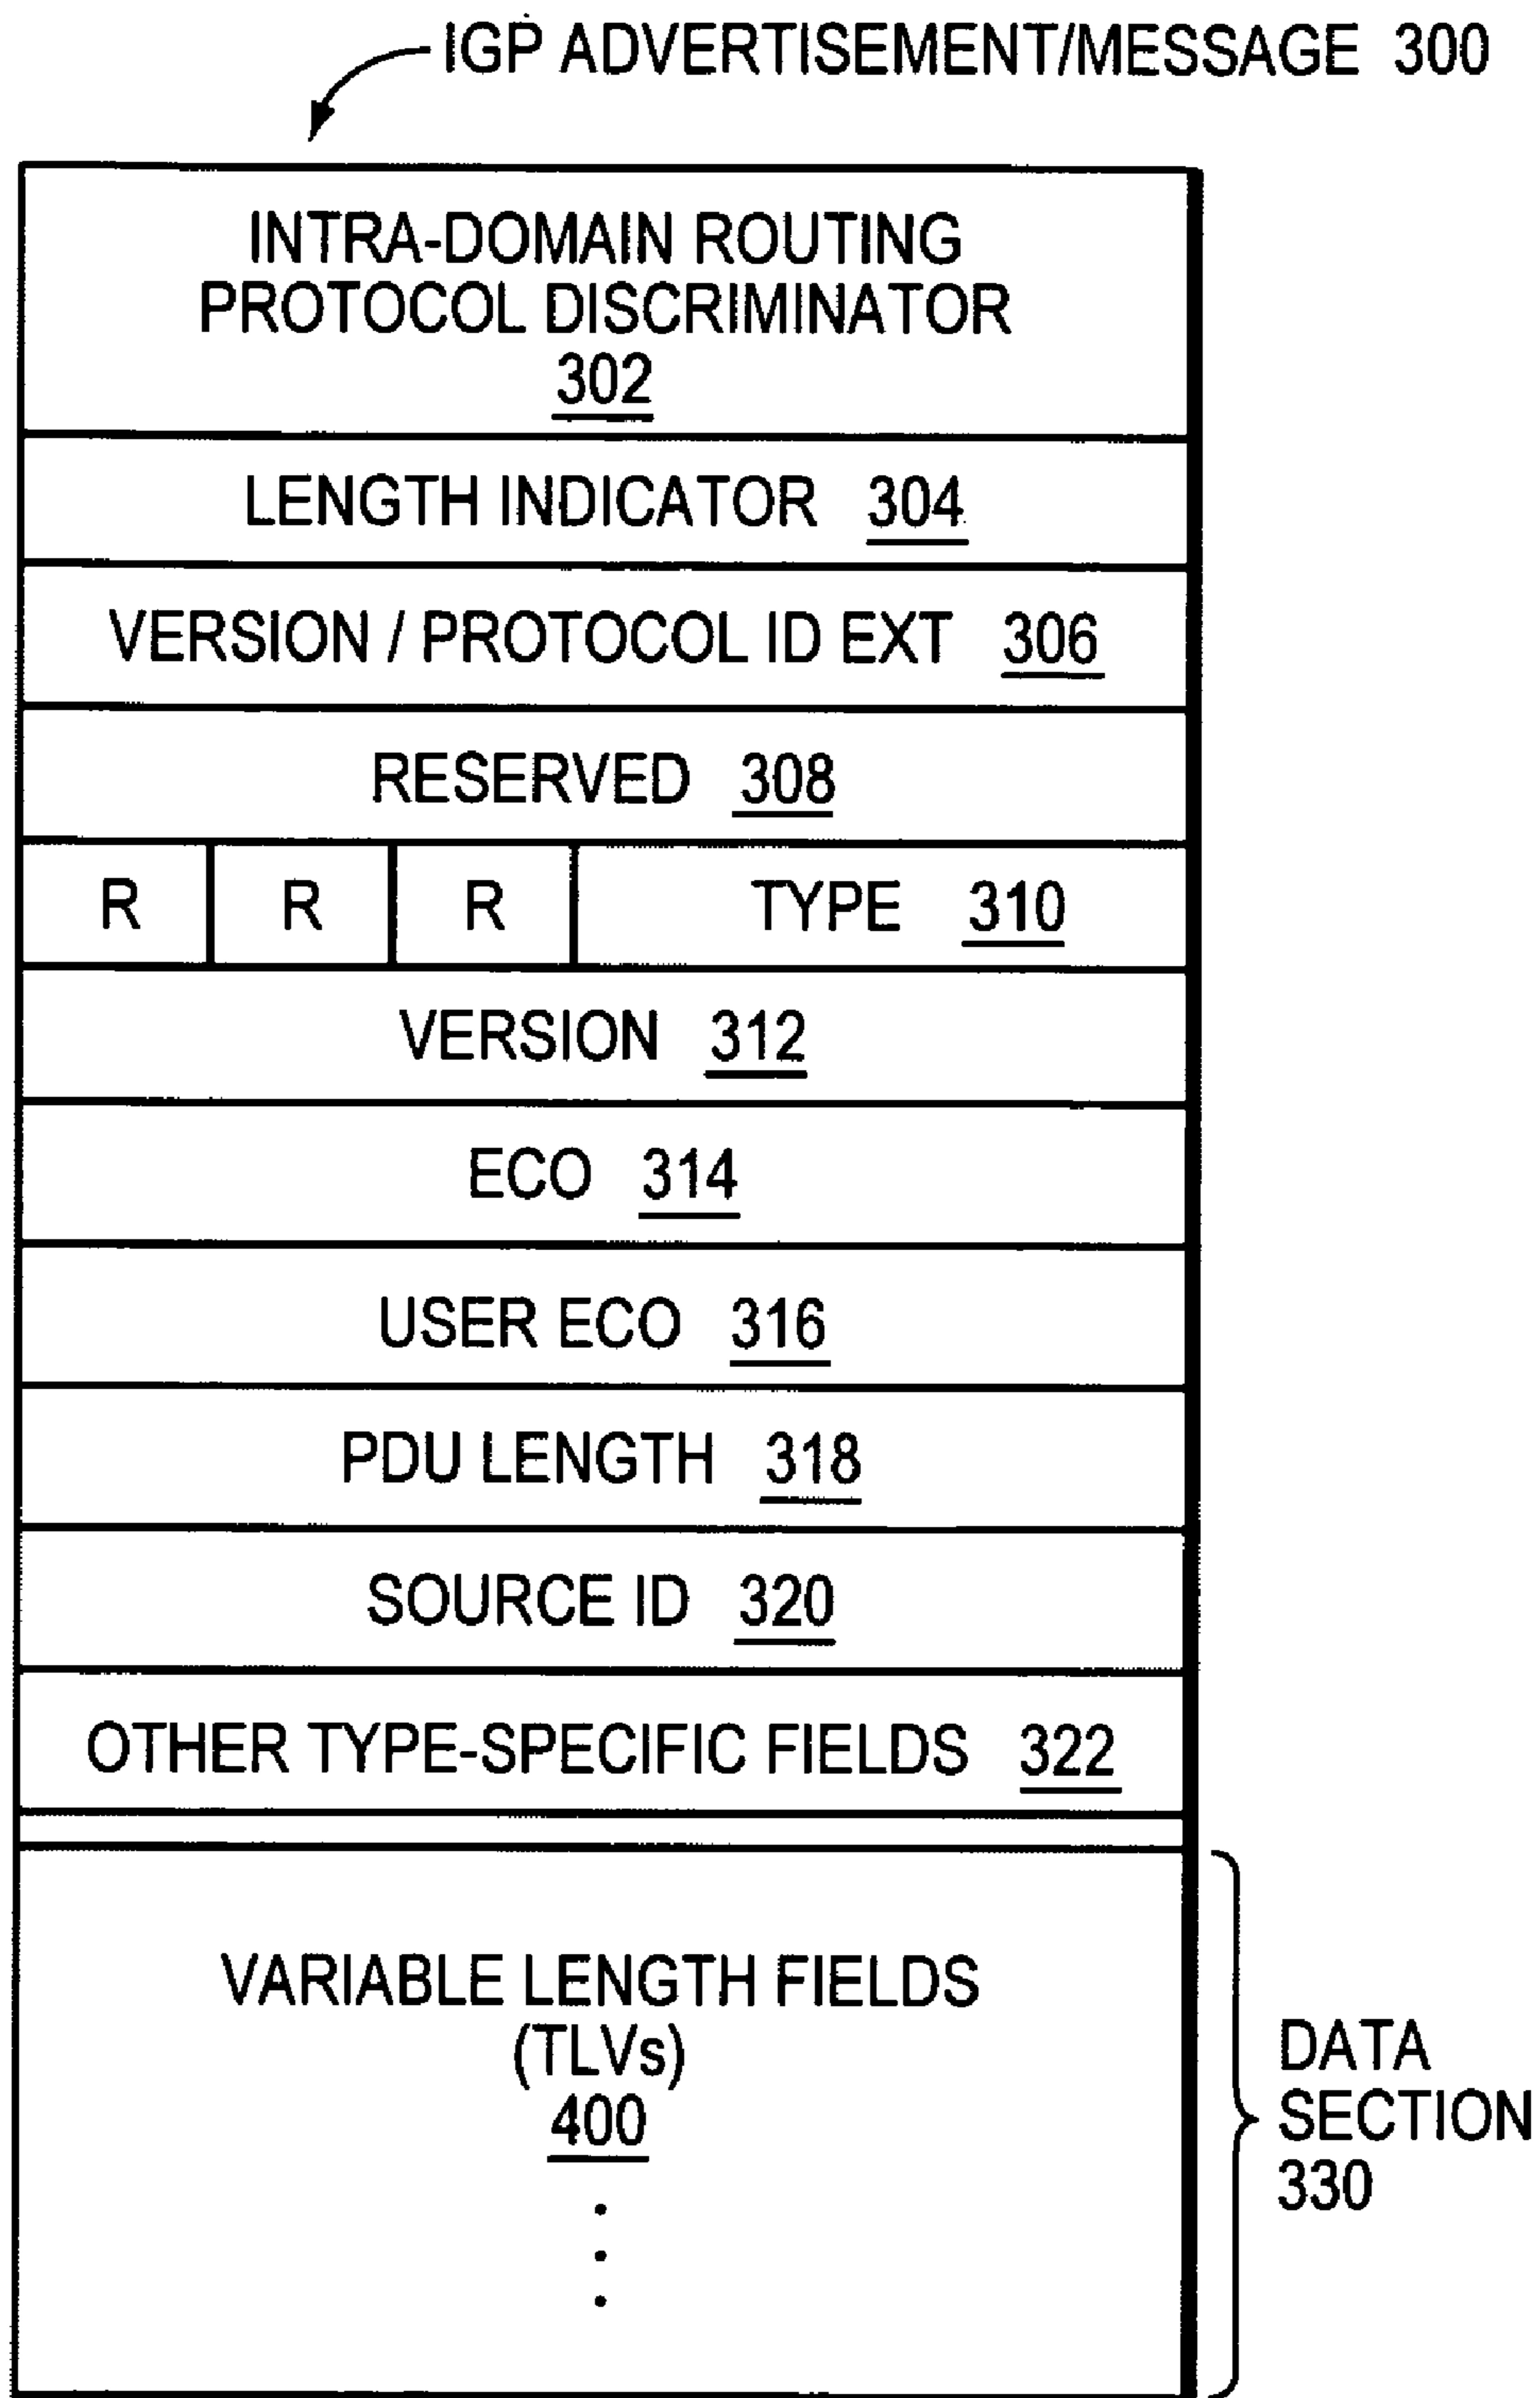 IGP ADVERTISEMENT/MESSAGE 300
INTRA-DOMAIN ROUTING
PROTOCOL DISCRIMINATOR
302
LENGTH INDICATOR 304
VERSION / PROTOCOL ID EXT 306
RESERVED 308
R R R TYPE 310
VERSION 312
ECO 314
USER ECO 316
PDU LENGTH 318
SOURCE ID 320
OTHER TYPE-SPECIFIC FIELDS 322
VARIABLE LENGTH FIELDS
(TLVs)
400
DATA
SECTION
330